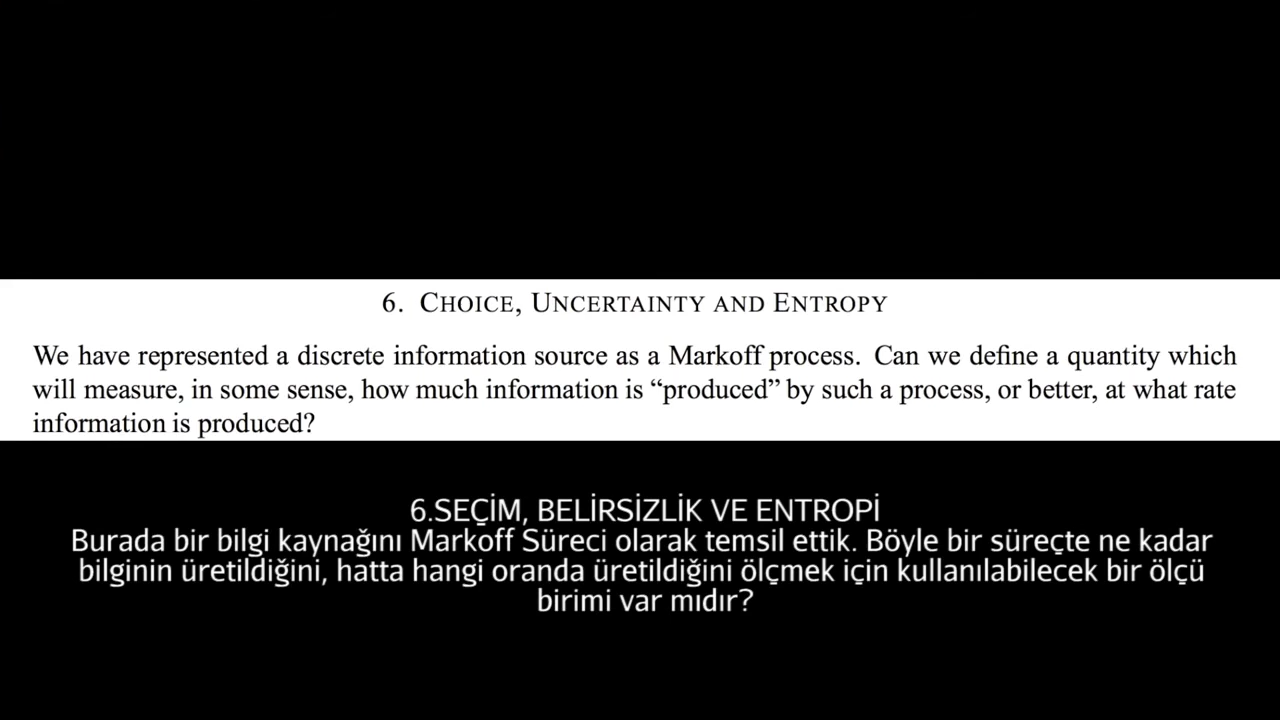 6. CHOICE, UNCERTAINTY AND ENTROPY
We have represented a discrete information source as a Markoff process. Can we define a quantity which
will measure, in some sense, how much information is “produced” by such a process, or better, at what rate
information is produced?
6.SEÇİM, BELİRSİZLİK VE ENTROPİ
Burada bir bilgi kaynağını Markoff Süreci olarak temsil ettik. Böyle bir süreçte ne kadar
bilginin üretildiğini, hatta hangi oranda üretildiğini ölçmek için kullanılabilecek bir ölçü
birimi var mıdır?